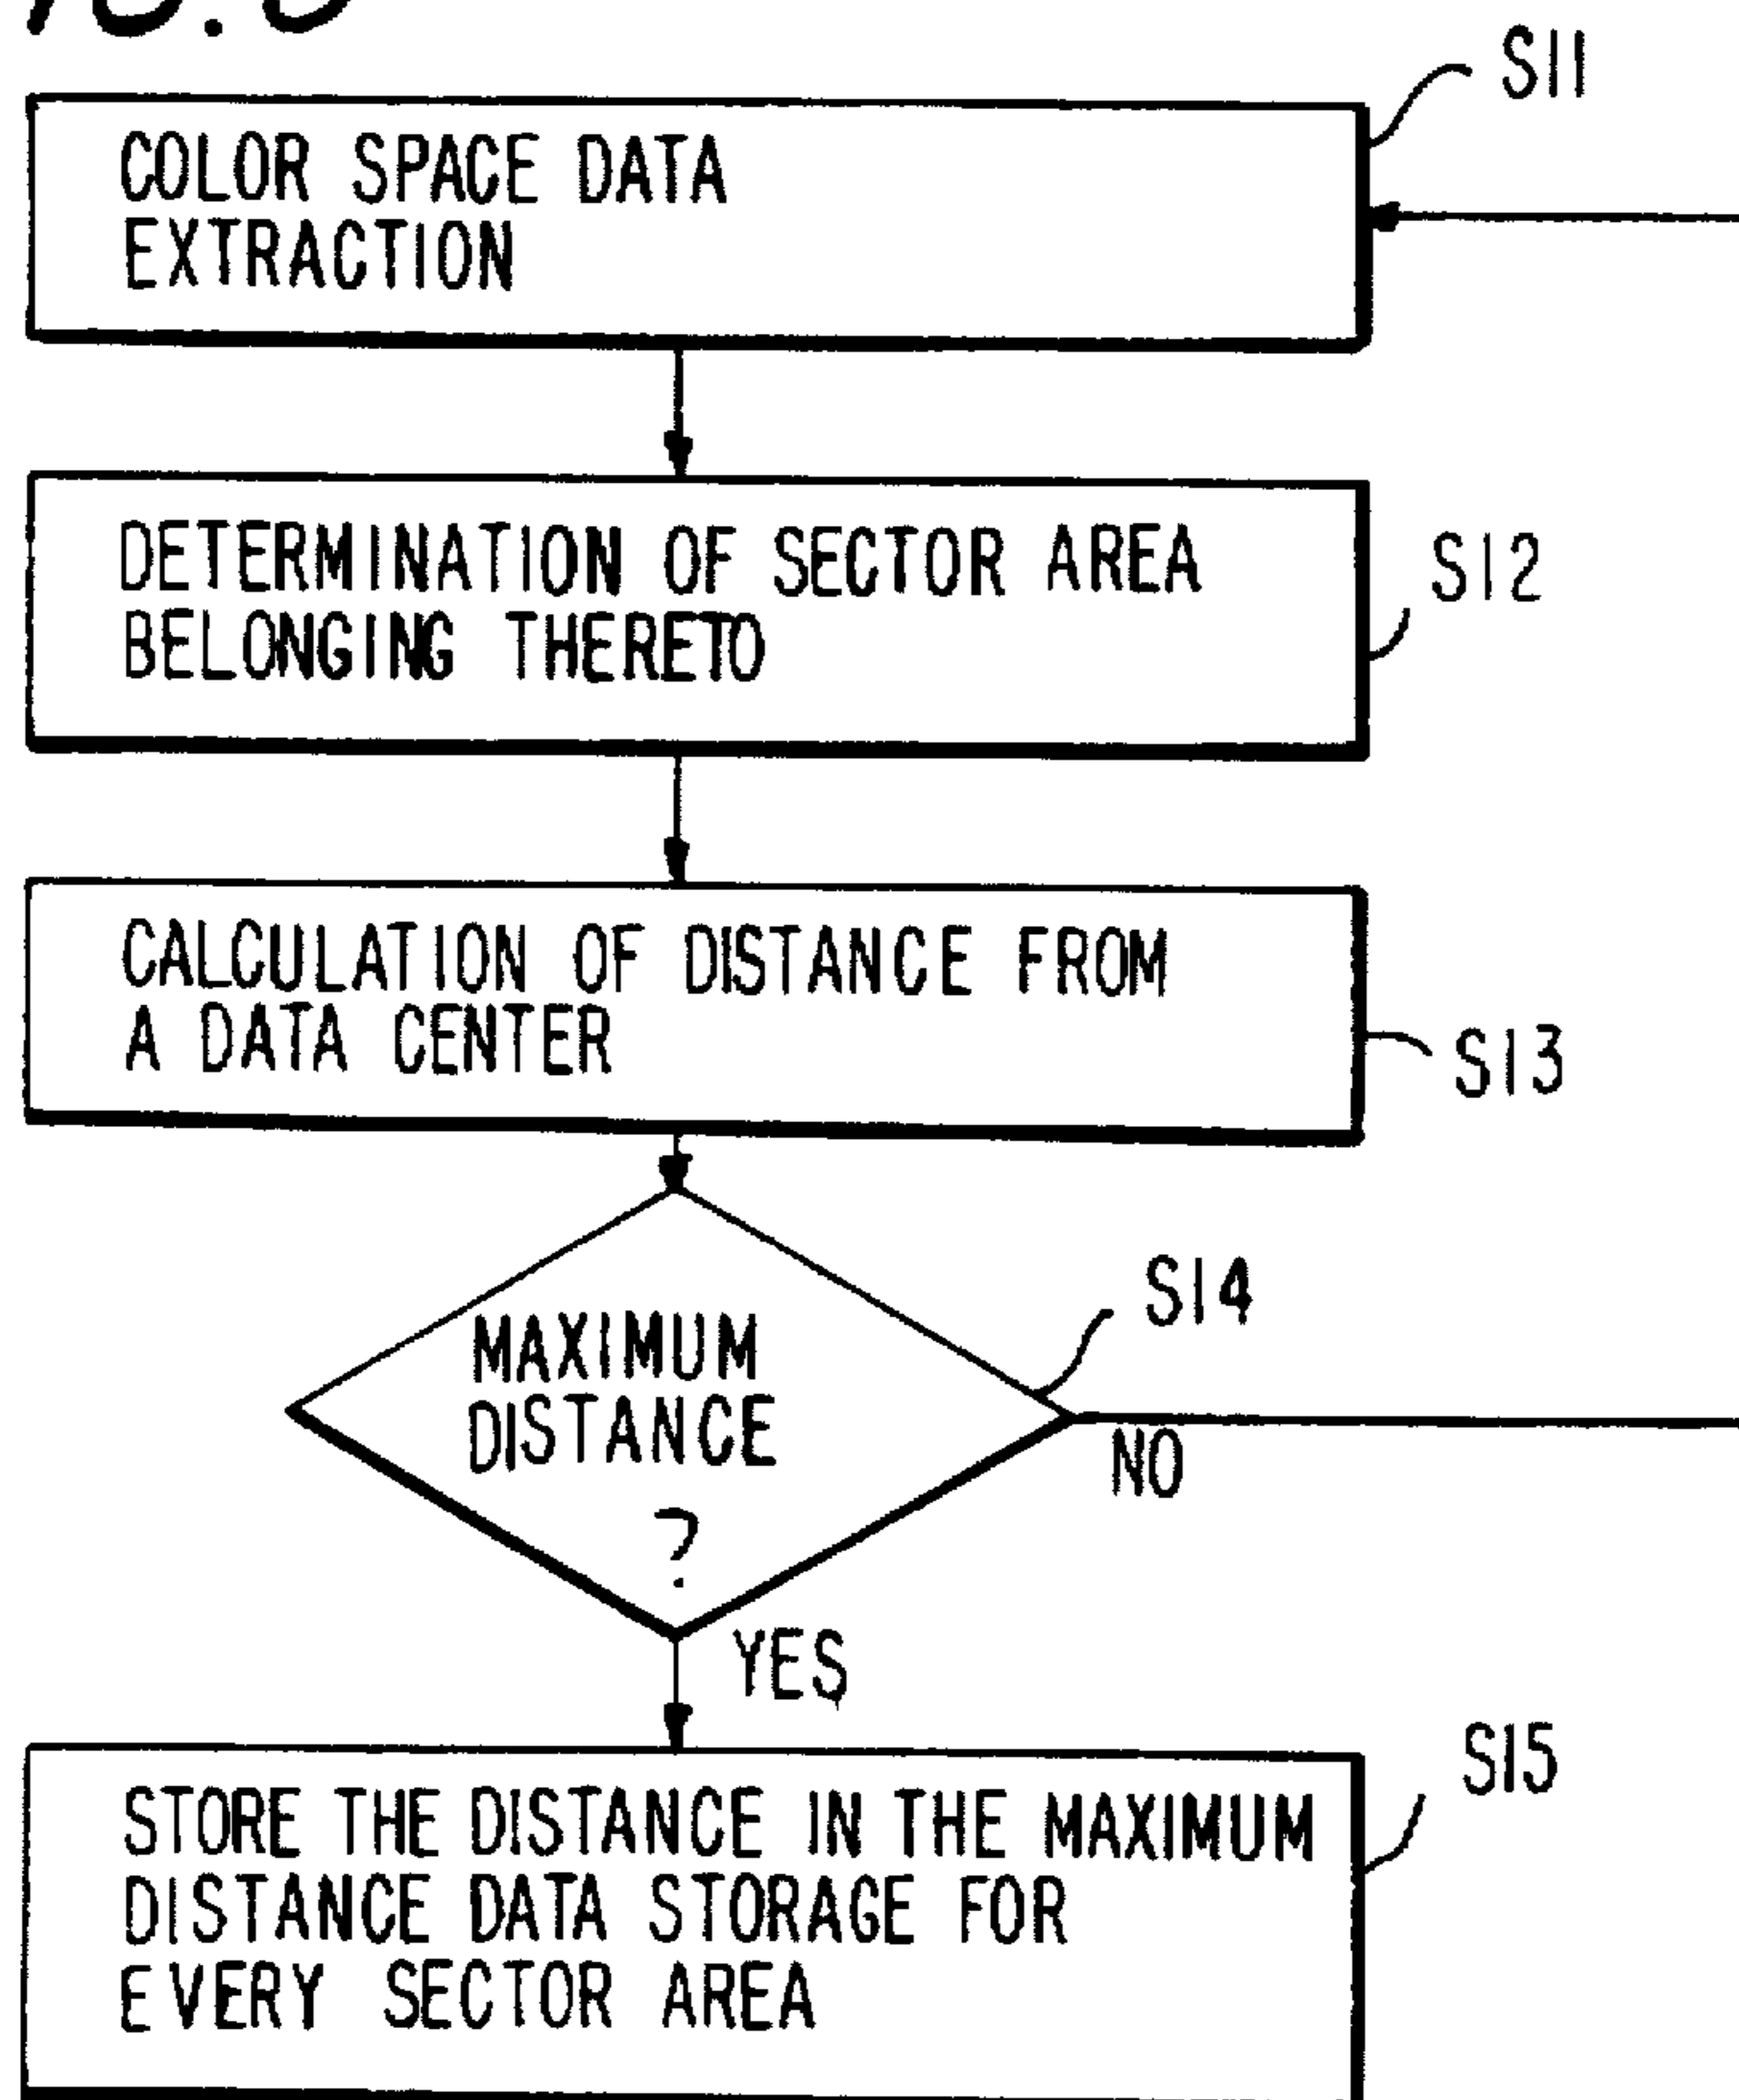 S11
COLOR SPACE DATA
EXTRACTION
DETERMINATION OF SECTOR AREA
BELONGING THERETO
S12
CALCULATION OF DISTANCE FROM
A DATA CENTER
S13
S14
MAXIMUM
DISTANCE
?
NO
YES
S15
STORE THE DISTANCE IN THE MAXIMUM
DISTANCE DATA STORAGE FOR
EVERY SECTOR AREA